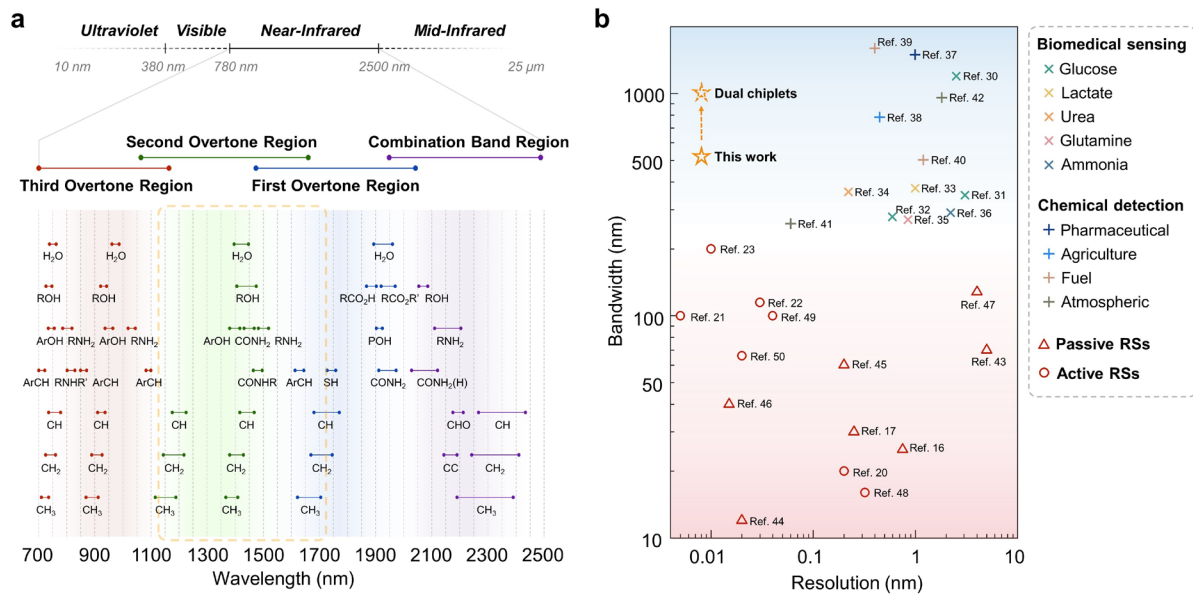 a
Ultraviolet Visible Near-Infrared Mid-Infrared
10 nm 380 nm 780 nm 2500 nm 25 µm
Second Overtone Region Combination Band Region
Third Overtone Region First Overtone Region
H₂O H₂O H₂O H₂O
ROH ROH ROH RCO₂H RCO₂R' ROH
ArOH RNH₂ ArOH RNH₂ ArOH CONH₂ RNH₂ POH RNH₂
ArCH RNHR' ArCH ArCH CONHR ArCH SH CONH₂ CONH₂(H)
CH CH CH CH CH CHO CH
CH₂ CH₂ CH₂ CH₂ CH₂ CC CH₂
CH₃ CH₃ CH₃ CH₃ CH₃ CH₃
700 900 1100 1300 1500 1700 1900 2100 2300 2500
Wavelength (nm)
b
Bandwidth (nm)
1000
500
100
50
10
Ref. 39
Ref. 37
Ref. 30
Dual chiplets
Ref. 42
Ref. 38
This work
Ref. 40
Ref. 34
Ref. 33
Ref. 31
Ref. 41
Ref. 32
Ref. 35
Ref. 36
Ref. 23
Ref. 47
Ref. 22
Ref. 21
Ref. 49
Ref. 50
Ref. 45
Ref. 43
Ref. 46
Ref. 17
Ref. 16
Ref. 20
Ref. 48
Ref. 44
0.01 0.1 1 10
Resolution (nm)
Biomedical sensing
Glucose
Lactate
Urea
Glutamine
Ammonia
Chemical detection
Pharmaceutical
Agriculture
Fuel
Atmospheric
Passive RSs
Active RSs